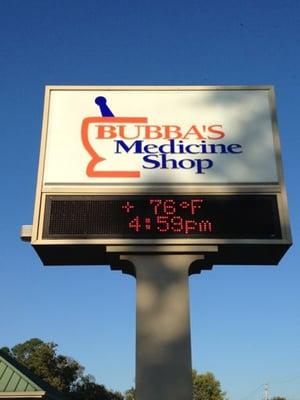 BUBBA'S
Medicine
Shop
+ 76°F
4:59pm